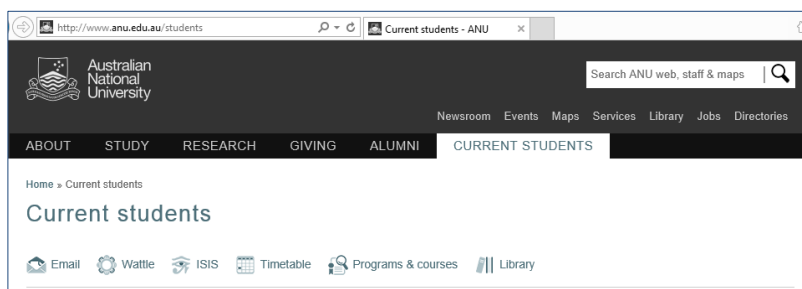 http://www.anu.edu.au/students
Current students - ANU
Australian
National
University
Search ANU web, staff & maps
Newsroom Events Maps Services Library Jobs Directories
ABOUT STUDY RESEARCH GIVING ALUMNI CURRENT STUDENTS
Home » Current students
Current students
Email Wattle ISIS Timetable Programs & courses Library